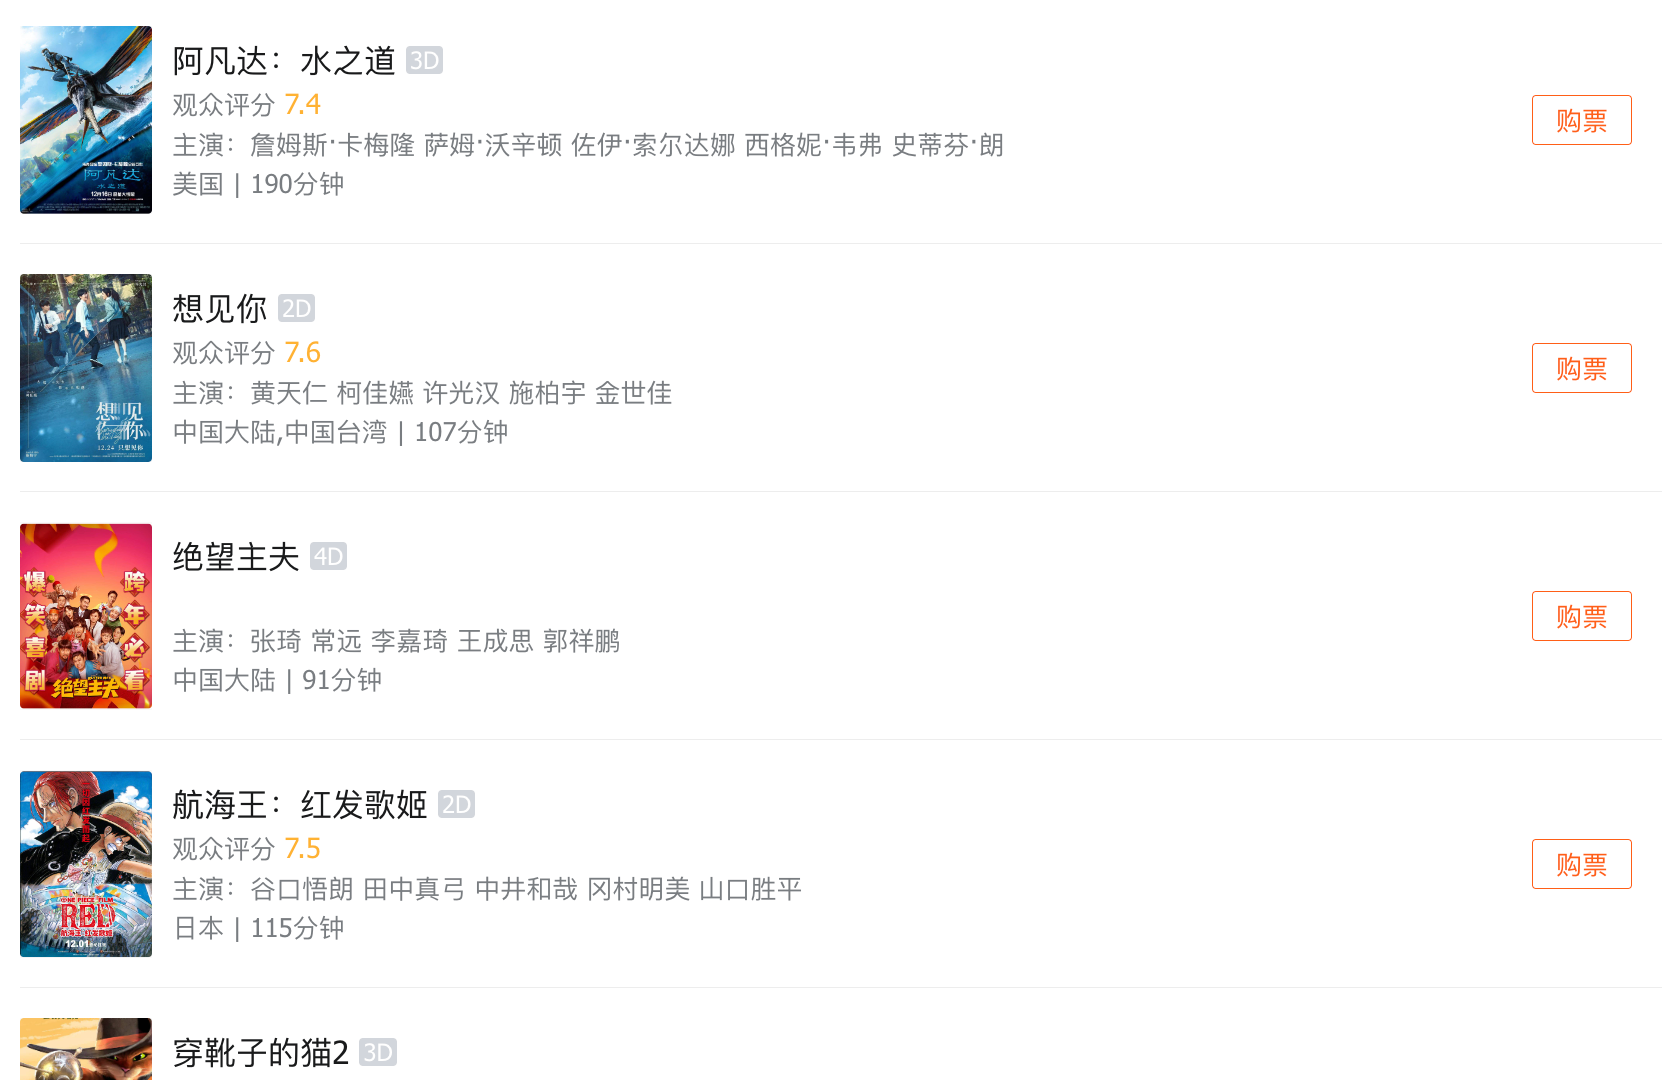 阿凡达：水之道 3D
观众评分 7.4
主演：詹姆斯·卡梅隆 萨姆·沃辛顿 佐伊·索尔达娜 西格妮·韦弗 史蒂芬·朗
美国 | 190分钟
购票
阿凡达
水之道
想见你 2D
观众评分 7.6
主演：黄天仁 柯佳嬿 许光汉 施柏宇 金世佳
中国大陆,中国台湾 | 107分钟
购票
想见你
12.24 只想见你
绝望主夫 4D
主演：张琦 常远 李嘉琦 王成思 郭祥鹏
中国大陆 | 91分钟
购票
爆笑喜剧
跨年必看
绝望主夫
航海王：红发歌姬 2D
观众评分 7.5
主演：谷口悟朗 田中真弓 中井和哉 冈村明美 山口胜平
日本 | 115分钟
购票
ONE PIECE FILM
RED
航海王 红发歌姬
12.01
穿靴子的猫2 3D